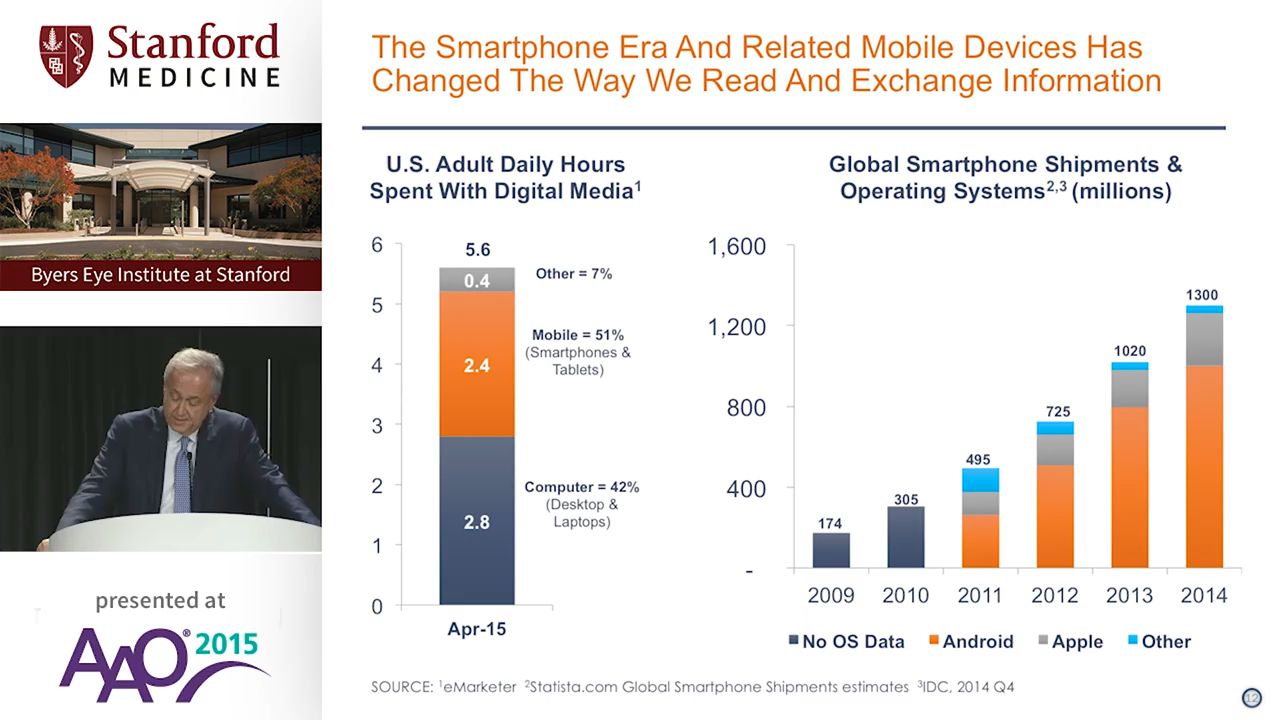 Stanford
MEDICINE
Byers Eye Institute at Stanford
presented at
AAO® 2015
The Smartphone Era And Related Mobile Devices Has
Changed The Way We Read And Exchange Information
U.S. Adult Daily Hours
Spent With Digital Media1
6
5
4
3
2
1
0
5.6
0.4
2.4
2.8
Other = 7%
Mobile = 51%
(Smartphones &
Tablets)
Computer = 42%
(Desktop &
Laptops)
Apr-15
Global Smartphone Shipments &
Operating Systems2,3 (millions)
1,600
1,200
800
400
-
174
305
495
725
1020
1300
2009 2010 2011 2012 2013 2014
No OS Data Android Apple Other
SOURCE: 1eMarketer 2Statista.com Global Smartphone Shipments estimates 3IDC, 2014 Q4
12